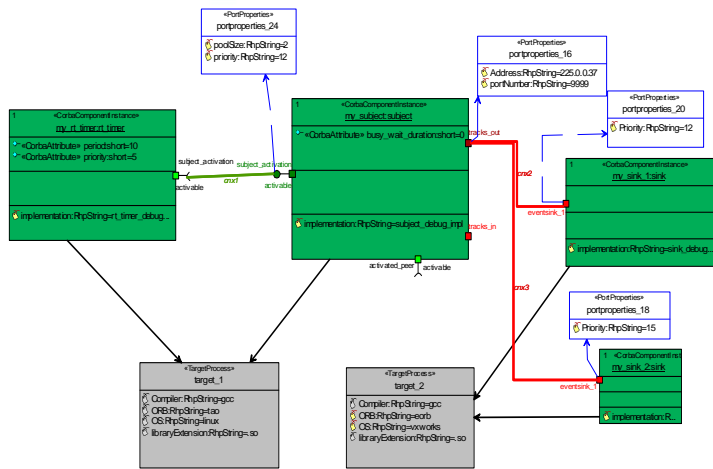 «PortProperties»
portproperties_24
poolSize:RhpString=2
priority:RhpString=12
«PortProperties»
portproperties_16
Address:RhpString=225.0.0.37
portNumber:RhpString=9999
«PortProperties»
portproperties_20
Priority:RhpString=12
1 «CorbaComponentInstance»
my_rt_timer:rt_timer
«CorbaAttribute» period:short=10
«CorbaAttribute» priority:short=5
implementation:RhpString=rt_timer_debug...
subject_activation
activable
cnx1
subject_activation
activable
1 «CorbaComponentInstance»
my_subject:subject
«CorbaAttribute» busy_wait_duration:short=0
implementation:RhpString=subject_debug_impl
tracks_out
tracks_in
activated_peer
activable
cnx2
cnx3
1 «CorbaComponentInstance»
my_sink_1:sink
implementation:RhpString=sink_debug...
eventsink_1
«PortProperties»
portproperties_18
Priority:RhpString=15
1 «CorbaComponentInst
my_sink_2:sink
implementation:R...
eventsink_1
«TargetProcess»
target_1
Compiler:RhpString=gcc
ORB:RhpString=tao
OS:RhpString=linux
libraryExtension:RhpString=.so
«TargetProcess»
target_2
Compiler:RhpString=gcc
ORB:RhpString=eorb
OS:RhpString=vxworks
libraryExtension:RhpString=.so